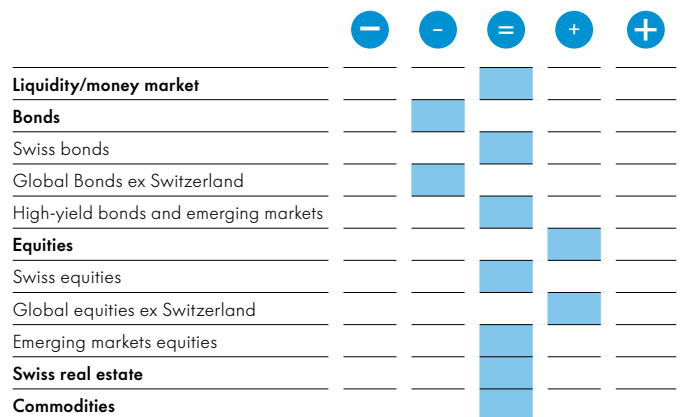 − - = + +
Liquidity/money market
Bonds
Swiss bonds
Global Bonds ex Switzerland
High-yield bonds and emerging markets
Equities
Swiss equities
Global equities ex Switzerland
Emerging markets equities
Swiss real estate
Commodities